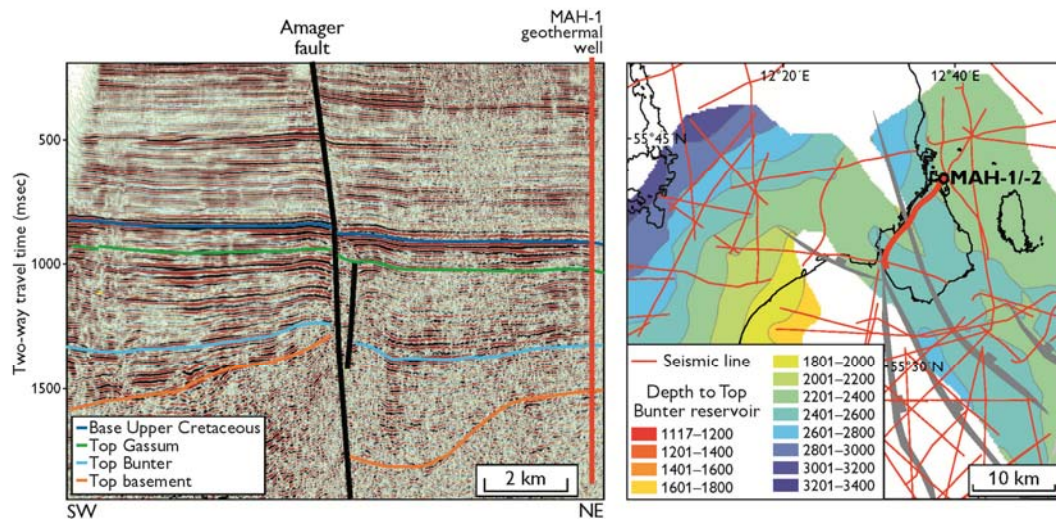 Amager
fault
MAH-1
geothermal
well
Two-way travel time (msec)
500
1000
1500
Base Upper Cretaceous
Top Gassum
Top Bunter
Top basement
2 km
SW
NE
12°20´E
12°40´E
55°45´N
MAH-1/-2
55°30´N
Seismic line
Depth to Top
Bunter reservoir
1117–1200
1201–1400
1401–1600
1601–1800
1801–2000
2001–2200
2201–2400
2401–2600
2601–2800
2801–3000
3001–3200
3201–3400
10 km